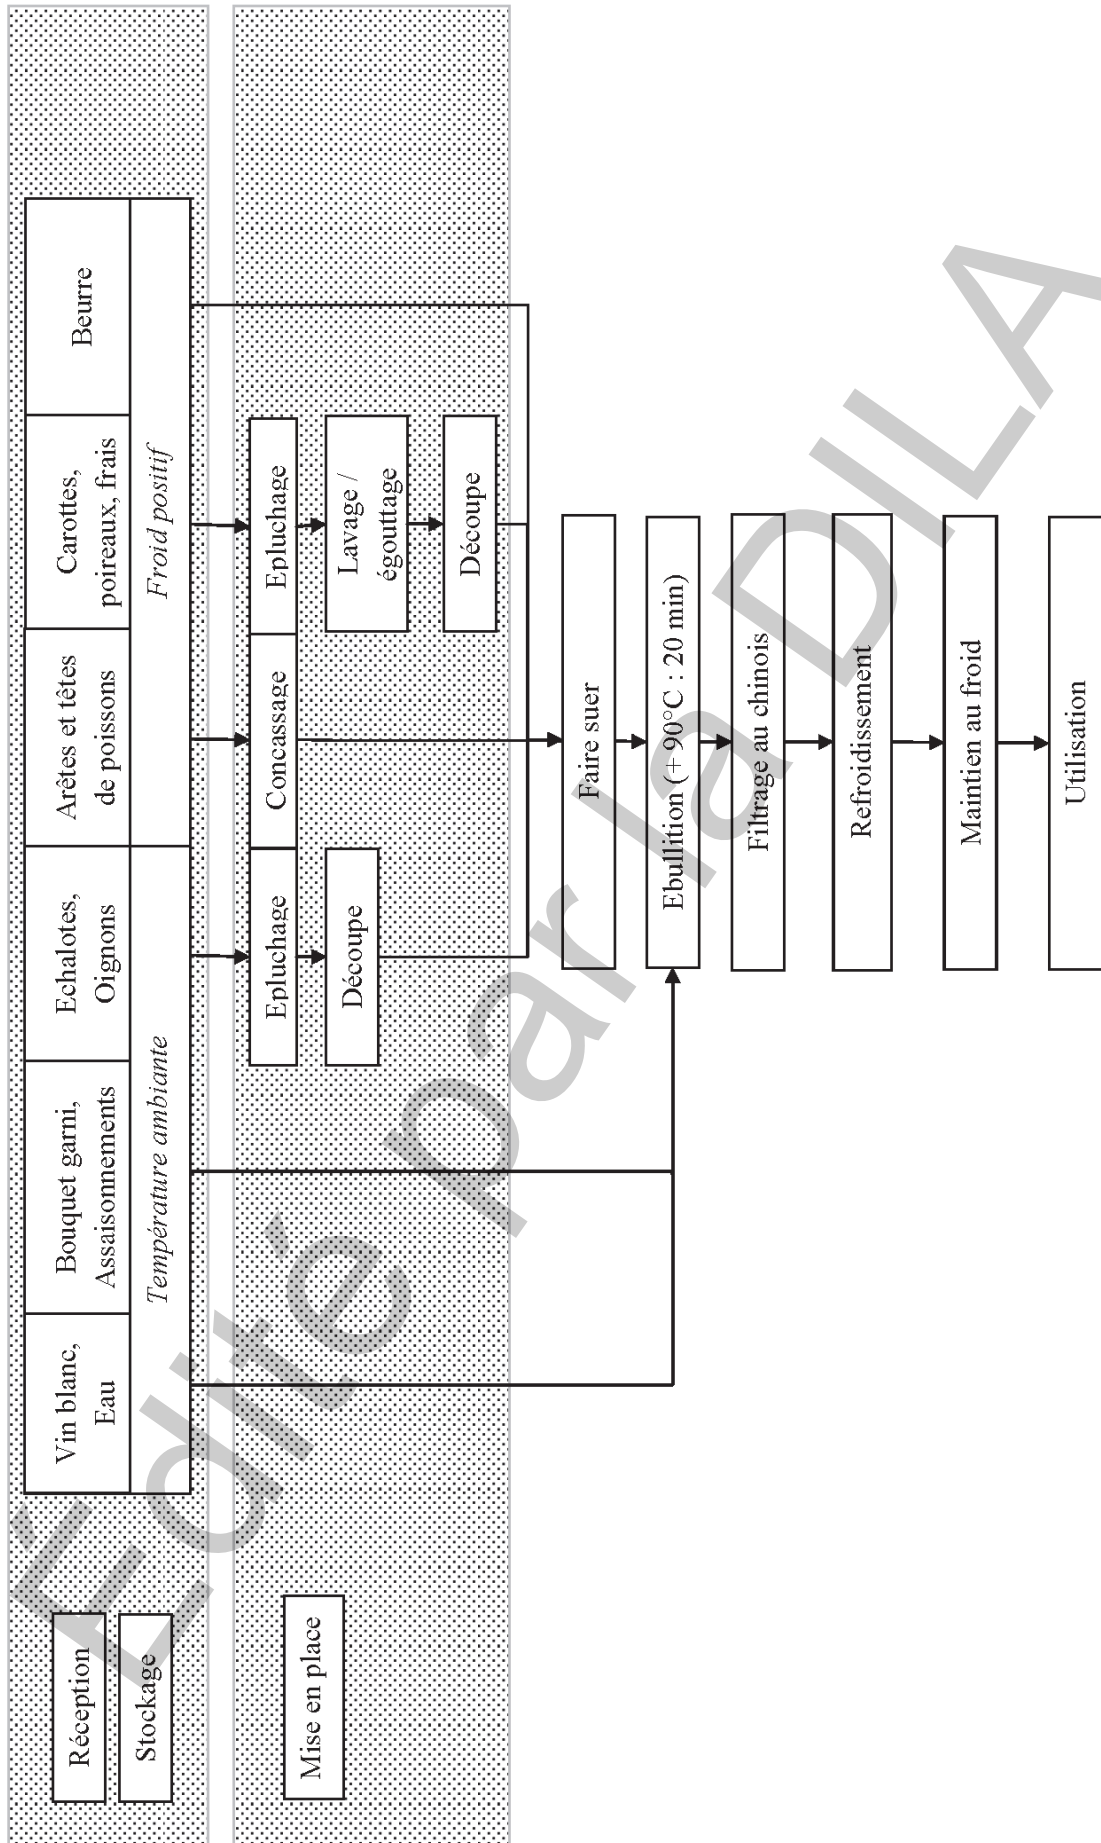 Réception
Stockage
Vin blanc,
Eau
Bouquet garni,
Assaisonnements
Echalotes,
Oignons
Arêtes et têtes
de poissons
Carottes,
poireaux, frais
Beurre
Température ambiante
Froid positif
Mise en place
Epluchage
Concassage
Epluchage
Découpe
Lavage /
égouttage
Découpe
Faire suer
Ebullition (+ 90°C : 20 min)
Filtrage au chinois
Refroidissement
Maintien au froid
Utilisation
Édité par la DILA